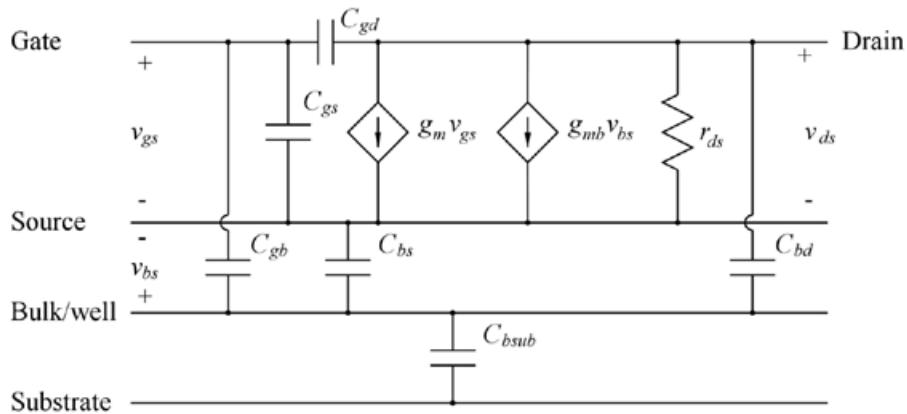 Gate
+
C_gd
+
Drain
v_gs
C_gs
g_m v_gs
g_mb v_bs
r_ds
v_ds
-
-
Source
-
v_bs
C_gb
C_bs
C_bd
+
Bulk/well
C_bsub
Substrate